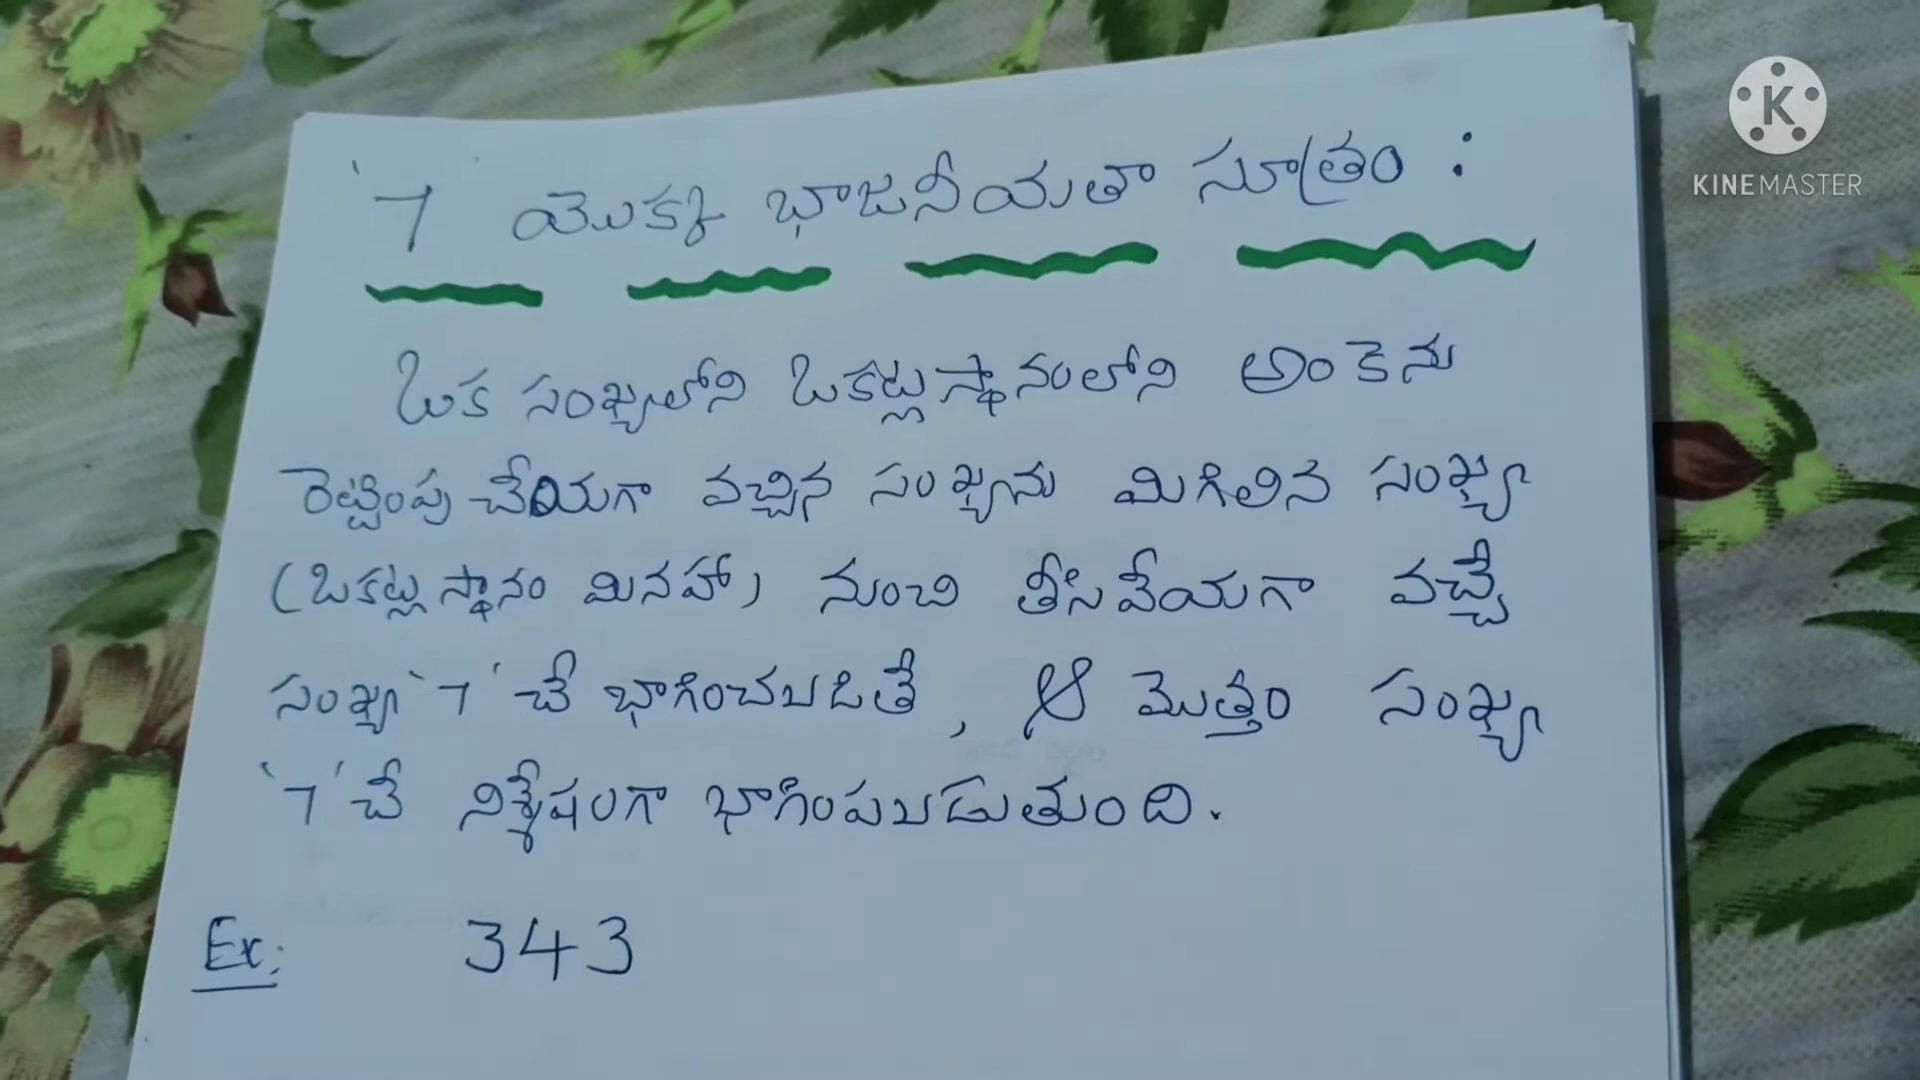 '7 యొక్క భాజనీయతా సూత్రం :
ఒక సంఖ్యలోని ఒకట్లు స్థానంలోని అంకెను
రెట్టింపు చేయగా వచ్చిన సంఖ్యను మిగిలిన సంఖ్య
(ఒకట్లు స్థానం మినహా) నుంచి తీసివేయగా వచ్చే
సంఖ్య '7' చే భాగించబడితే, ఆ మొత్తం సంఖ్య
'7' చే నిశ్శేషంగా భాగింపబడుతుంది.
Ex: 343
K
KINEMASTER